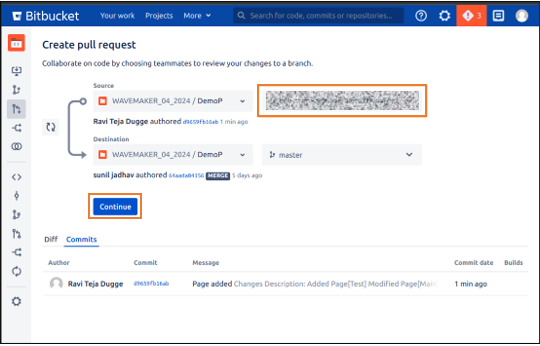 Bitbucket Your work Projects More Search for code, commits or repositories... 3
Create pull request
Collaborate on code by choosing teammates to review your changes to a branch.
Source
WAVEMAKER_04_2024 / DemoP
Ravi Teja Dugge authored d9659fb16ab 1 min ago
Destination
WAVEMAKER_04_2024 / DemoP master
sunil jadhav authored MERGE 5 days ago
Continue
Diff Commits
Author Commit Message Commit date Builds
Ravi Teja Dugge d9659fb16ab Page added Changes Description: Added Page[Test] Modified Page[Main 1 min ago